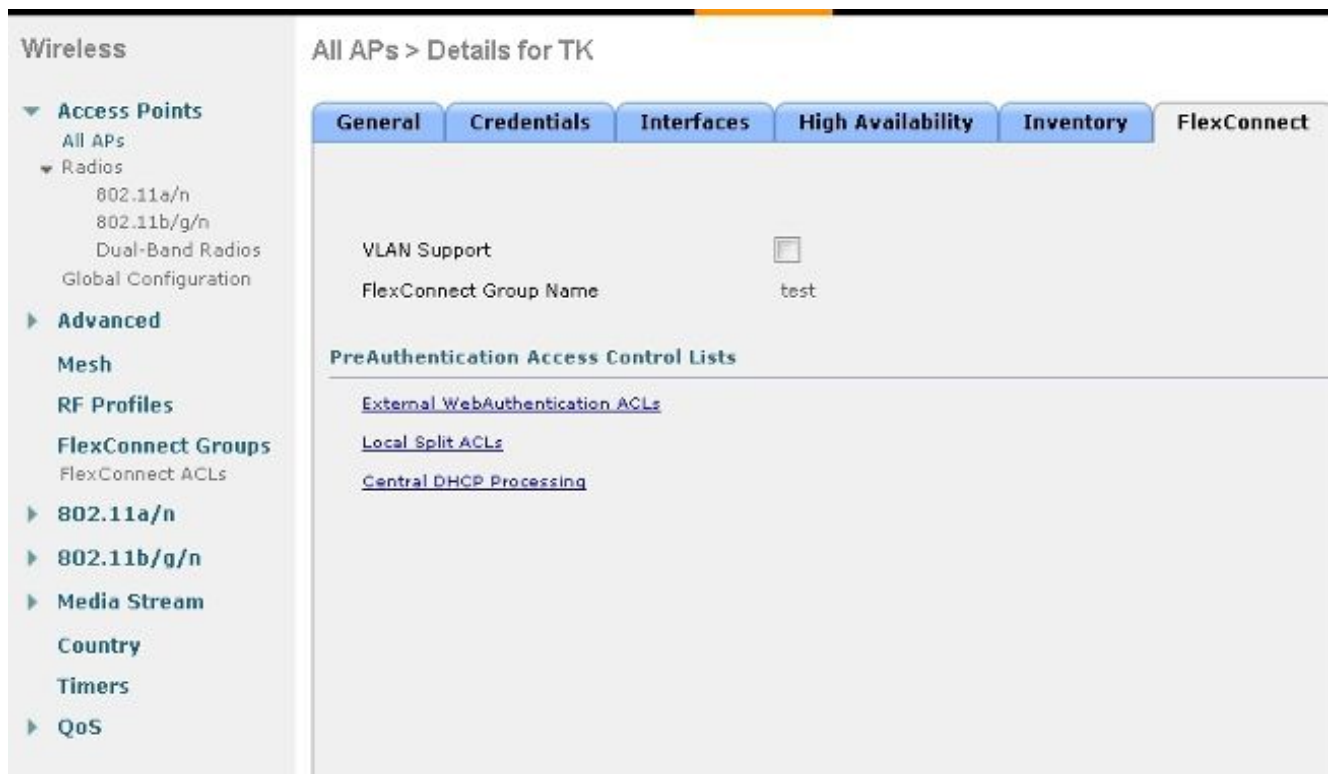 Wireless
Access Points
All APs
Radios
802.11a/n
802.11b/g/n
Dual-Band Radios
Global Configuration
Advanced
Mesh
RF Profiles
FlexConnect Groups
FlexConnect ACLs
802.11a/n
802.11b/g/n
Media Stream
Country
Timers
QoS
All APs > Details for TK
General Credentials Interfaces High Availability Inventory FlexConnect
VLAN Support
FlexConnect Group Name test
PreAuthentication Access Control Lists
External WebAuthentication ACLs
Local Split ACLs
Central DHCP Processing